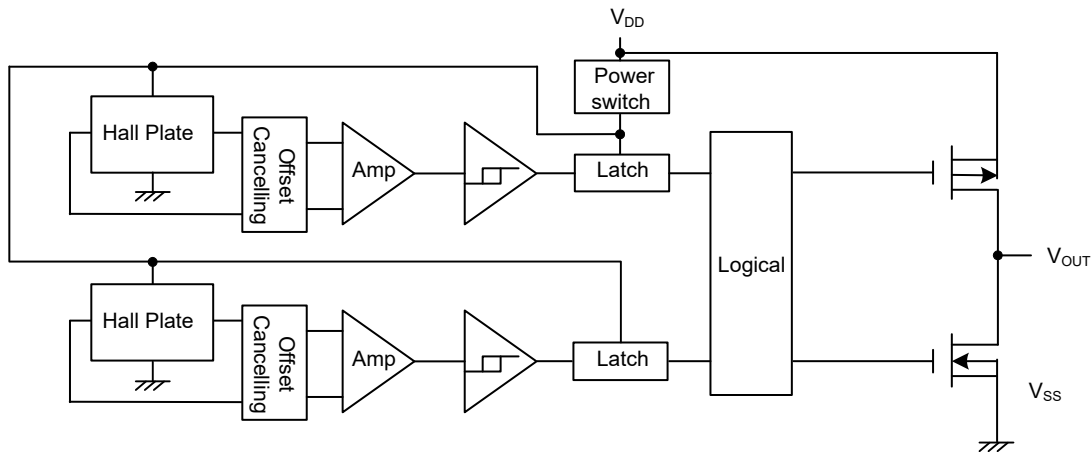 VDD
Power
switch
Hall Plate
Offset
Cancelling
Amp
Latch
Logical
VOUT
Hall Plate
Offset
Cancelling
Amp
Latch
VSS